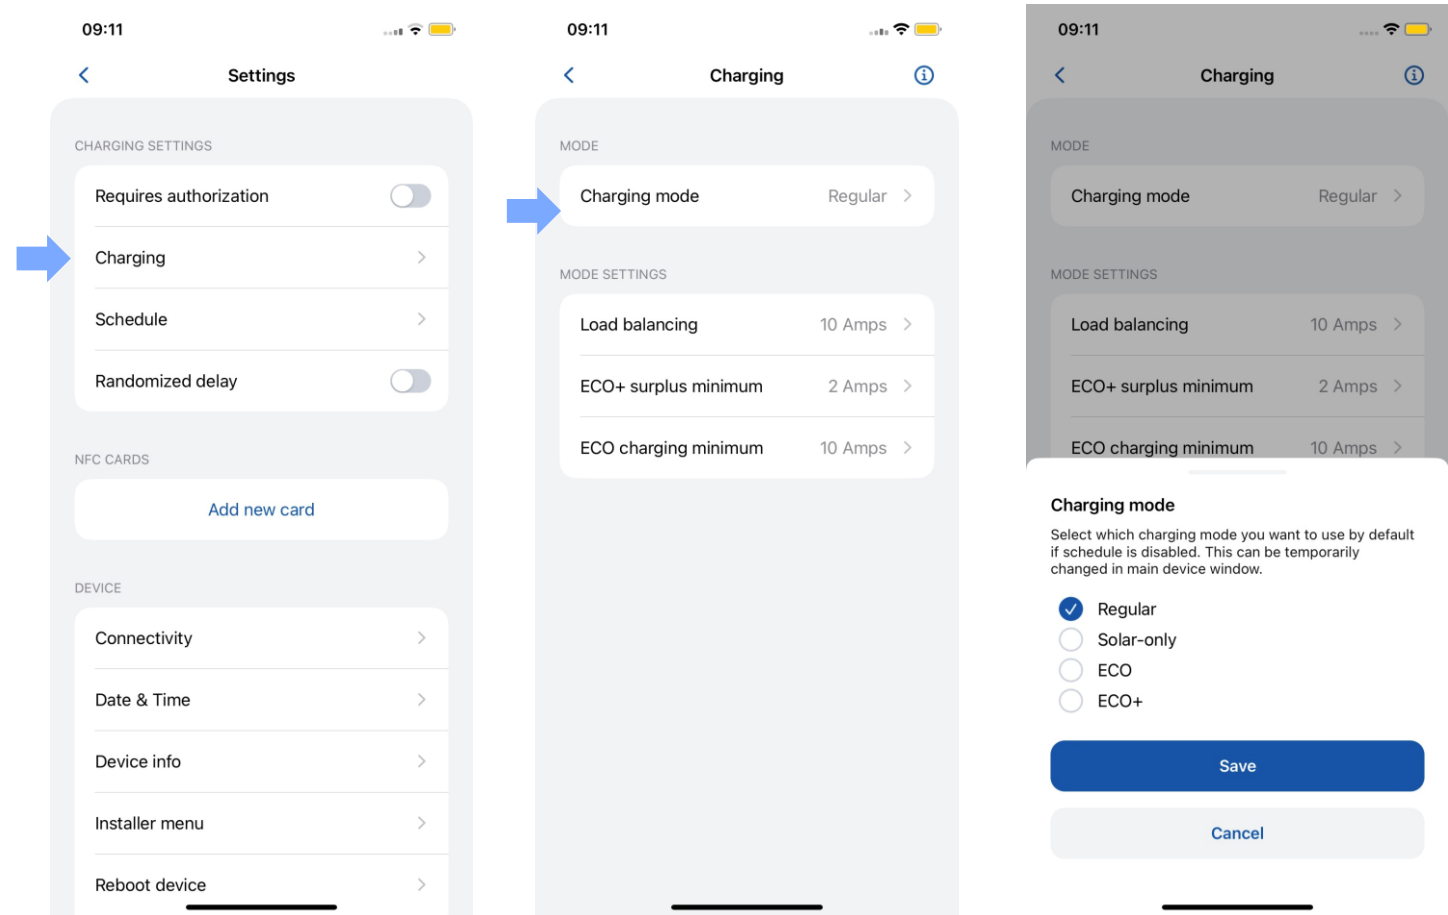 09:11
Settings
CHARGING SETTINGS
Requires authorization
Charging
Schedule
Randomized delay
NFC CARDS
Add new card
DEVICE
Connectivity
Date & Time
Device info
Installer menu
Reboot device
09:11
Charging
MODE
Charging mode Regular
MODE SETTINGS
Load balancing 10 Amps
ECO+ surplus minimum 2 Amps
ECO charging minimum 10 Amps
09:11
Charging
MODE
Charging mode Regular
MODE SETTINGS
Load balancing 10 Amps
ECO+ surplus minimum 2 Amps
ECO charging minimum 10 Amps
Charging mode
Select which charging mode you want to use by default
if schedule is disabled. This can be temporarily
changed in main device window.
Regular
Solar-only
ECO
ECO+
Save
Cancel